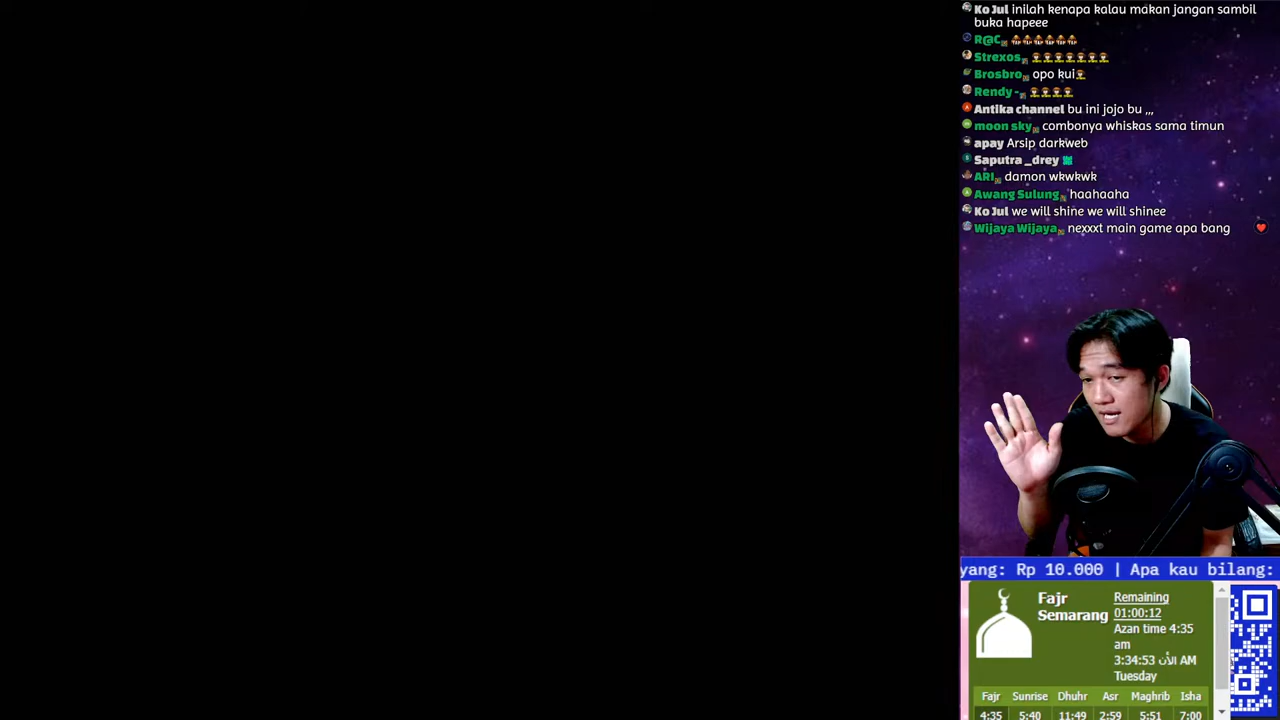 Ko Jul inilah kenapa kalau makan jangan sambil
buka hapeee
R@C
Strexos
Brosbro opo kui
Rendy -
Antika channel bu ini jojo bu ,,,
moon sky combonya whiskas sama timun
apay Arsip darkweb
Saputra _drey
ARI damon wkwkwk
Awang Sulung haahaaha
Ko Jul we will shine we will shinee
Wijaya Wijaya nexxxt main game apa bang
yang: Rp 10.000 | Apa kau bilang:
Fajr
Semarang
Remaining
01:00:12
Azan time 4:35
am
3:34:53 الآن AM
Tuesday
Fajr Sunrise Dhuhr Asr Maghrib Isha
4:35 5:40 11:49 2:59 5:51 7:00